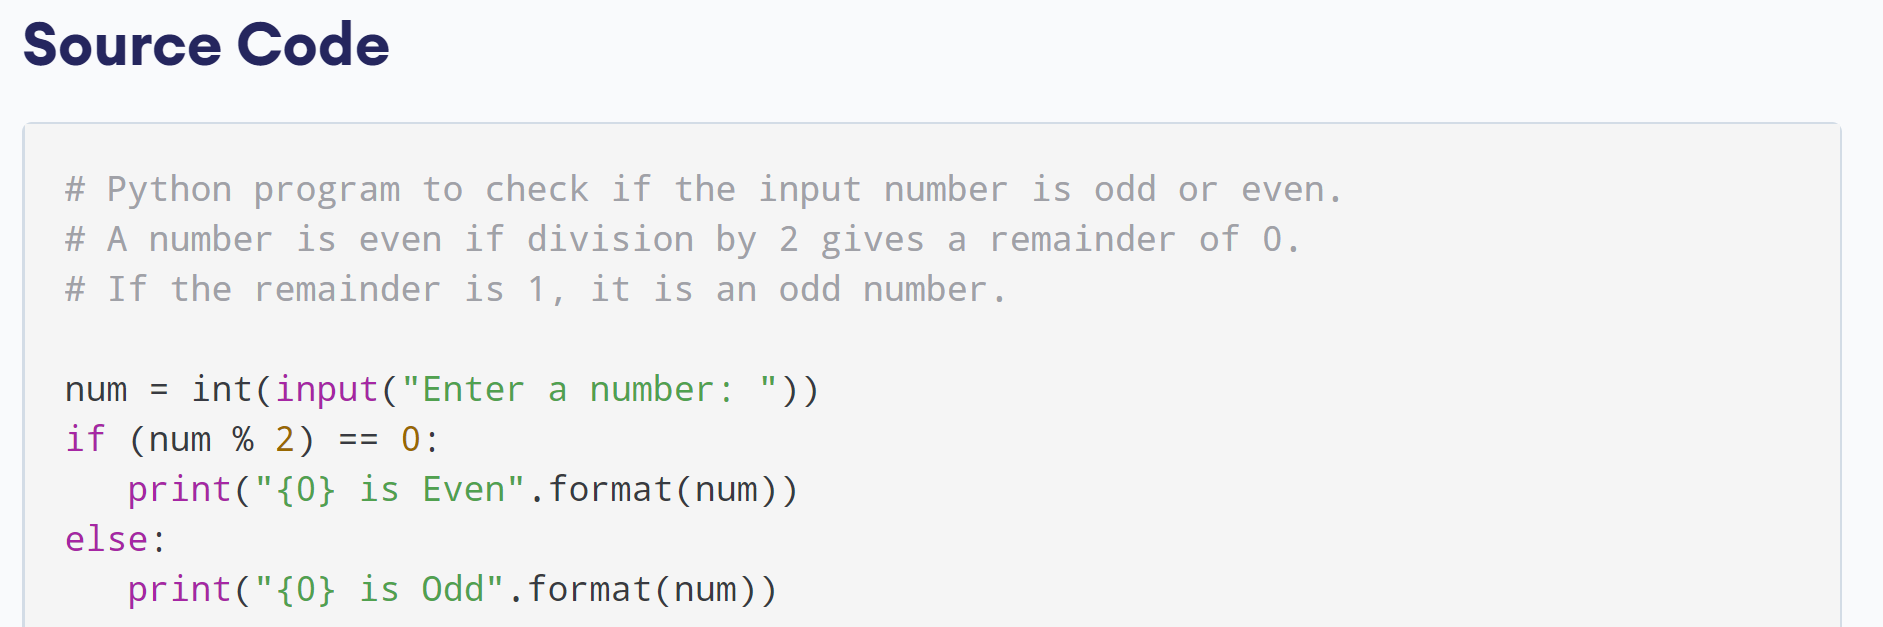 Source Code
# Python program to check if the input number is odd or even.
# A number is even if division by 2 gives a remainder of 0.
# If the remainder is 1, it is an odd number.
num = int(input("Enter a number: "))
if (num % 2) == 0:
   print("{0} is Even".format(num))
else:
   print("{0} is Odd".format(num))